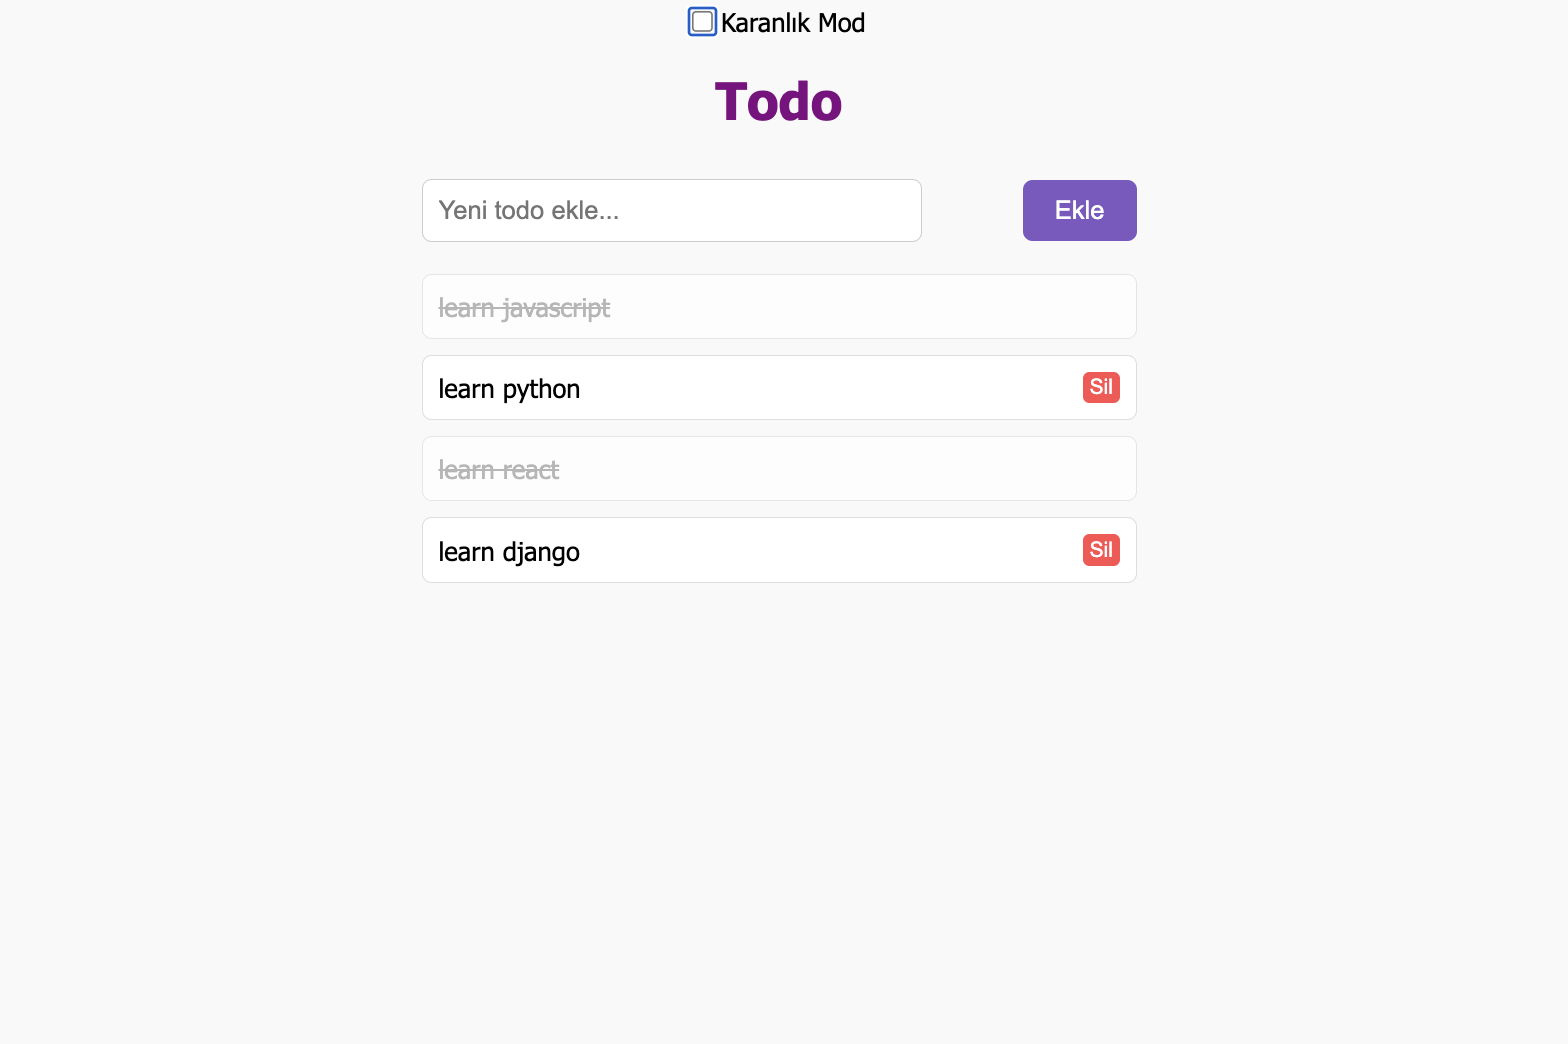 Karanlık Mod
Todo
Yeni todo ekle...
Ekle
learn javascript
learn python
Sil
learn react
learn django
Sil